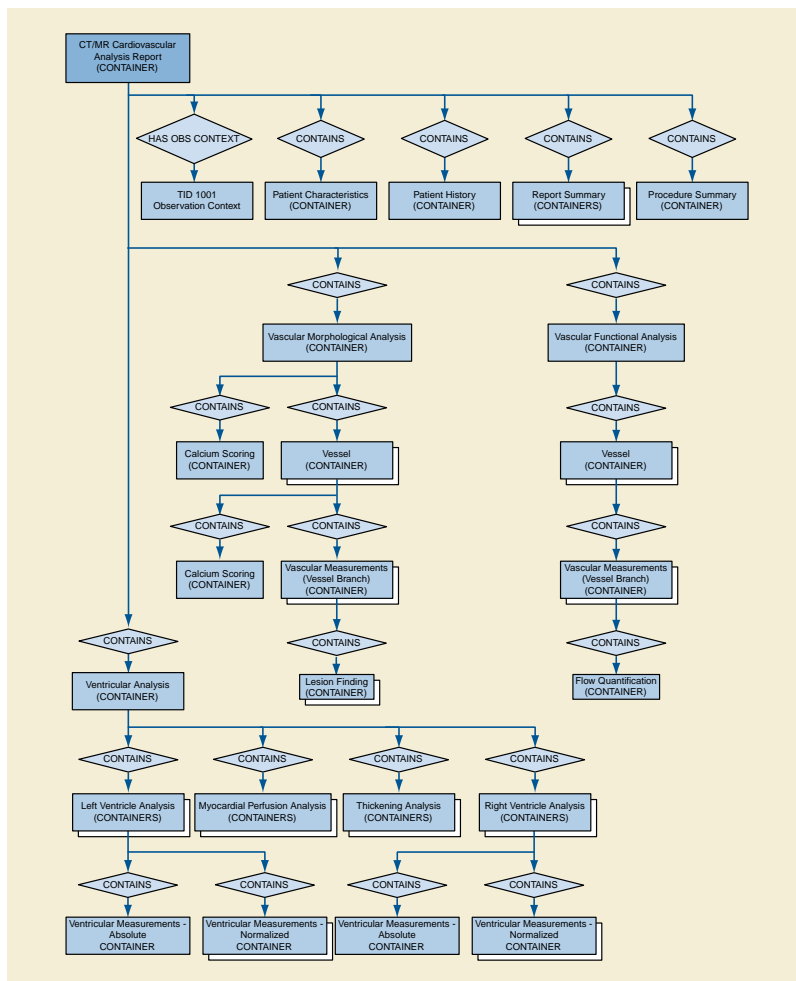 CT/MR Cardiovascular
Analysis Report
(CONTAINER)
HAS OBS CONTEXT
CONTAINS
CONTAINS
CONTAINS
CONTAINS
TID 1001
Observation Context
Patient Characteristics
(CONTAINER)
Patient History
(CONTAINER)
Report Summary
(CONTAINERS)
Procedure Summary
(CONTAINER)
CONTAINS
CONTAINS
Vascular Morphological Analysis
(CONTAINER)
Vascular Functional Analysis
(CONTAINER)
CONTAINS
CONTAINS
CONTAINS
Calcium Scoring
(CONTAINER)
Vessel
(CONTAINER)
Vessel
(CONTAINER)
CONTAINS
CONTAINS
CONTAINS
Calcium Scoring
(CONTAINER)
Vascular Measurements
(Vessel Branch)
(CONTAINER)
Vascular Measurements
(Vessel Branch)
(CONTAINER)
CONTAINS
CONTAINS
CONTAINS
Ventricular Analysis
(CONTAINER)
Lesion Finding
(CONTAINER)
Flow Quantification
(CONTAINER)
CONTAINS
CONTAINS
CONTAINS
CONTAINS
Left Ventricle Analysis
(CONTAINERS)
Myocardial Perfusion Analysis
(CONTAINERS)
Thickening Analysis
(CONTAINERS)
Right Ventricle Analysis
(CONTAINERS)
CONTAINS
CONTAINS
CONTAINS
CONTAINS
Ventricular Measurements -
Absolute
CONTAINER
Ventricular Measurements -
Normalized
CONTAINER
Ventricular Measurements -
Absolute
CONTAINER
Ventricular Measurements -
Normalized
CONTAINER